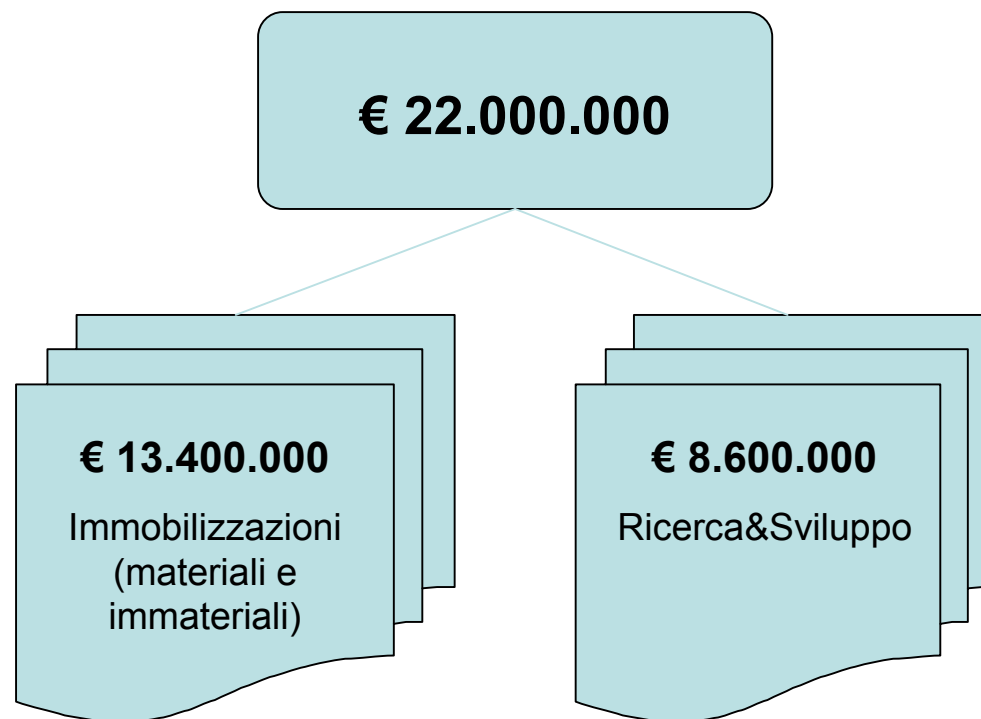 € 22.000.000
€ 13.400.000
Immobilizzazioni
(materiali e
immateriali)
€ 8.600.000
Ricerca&Sviluppo